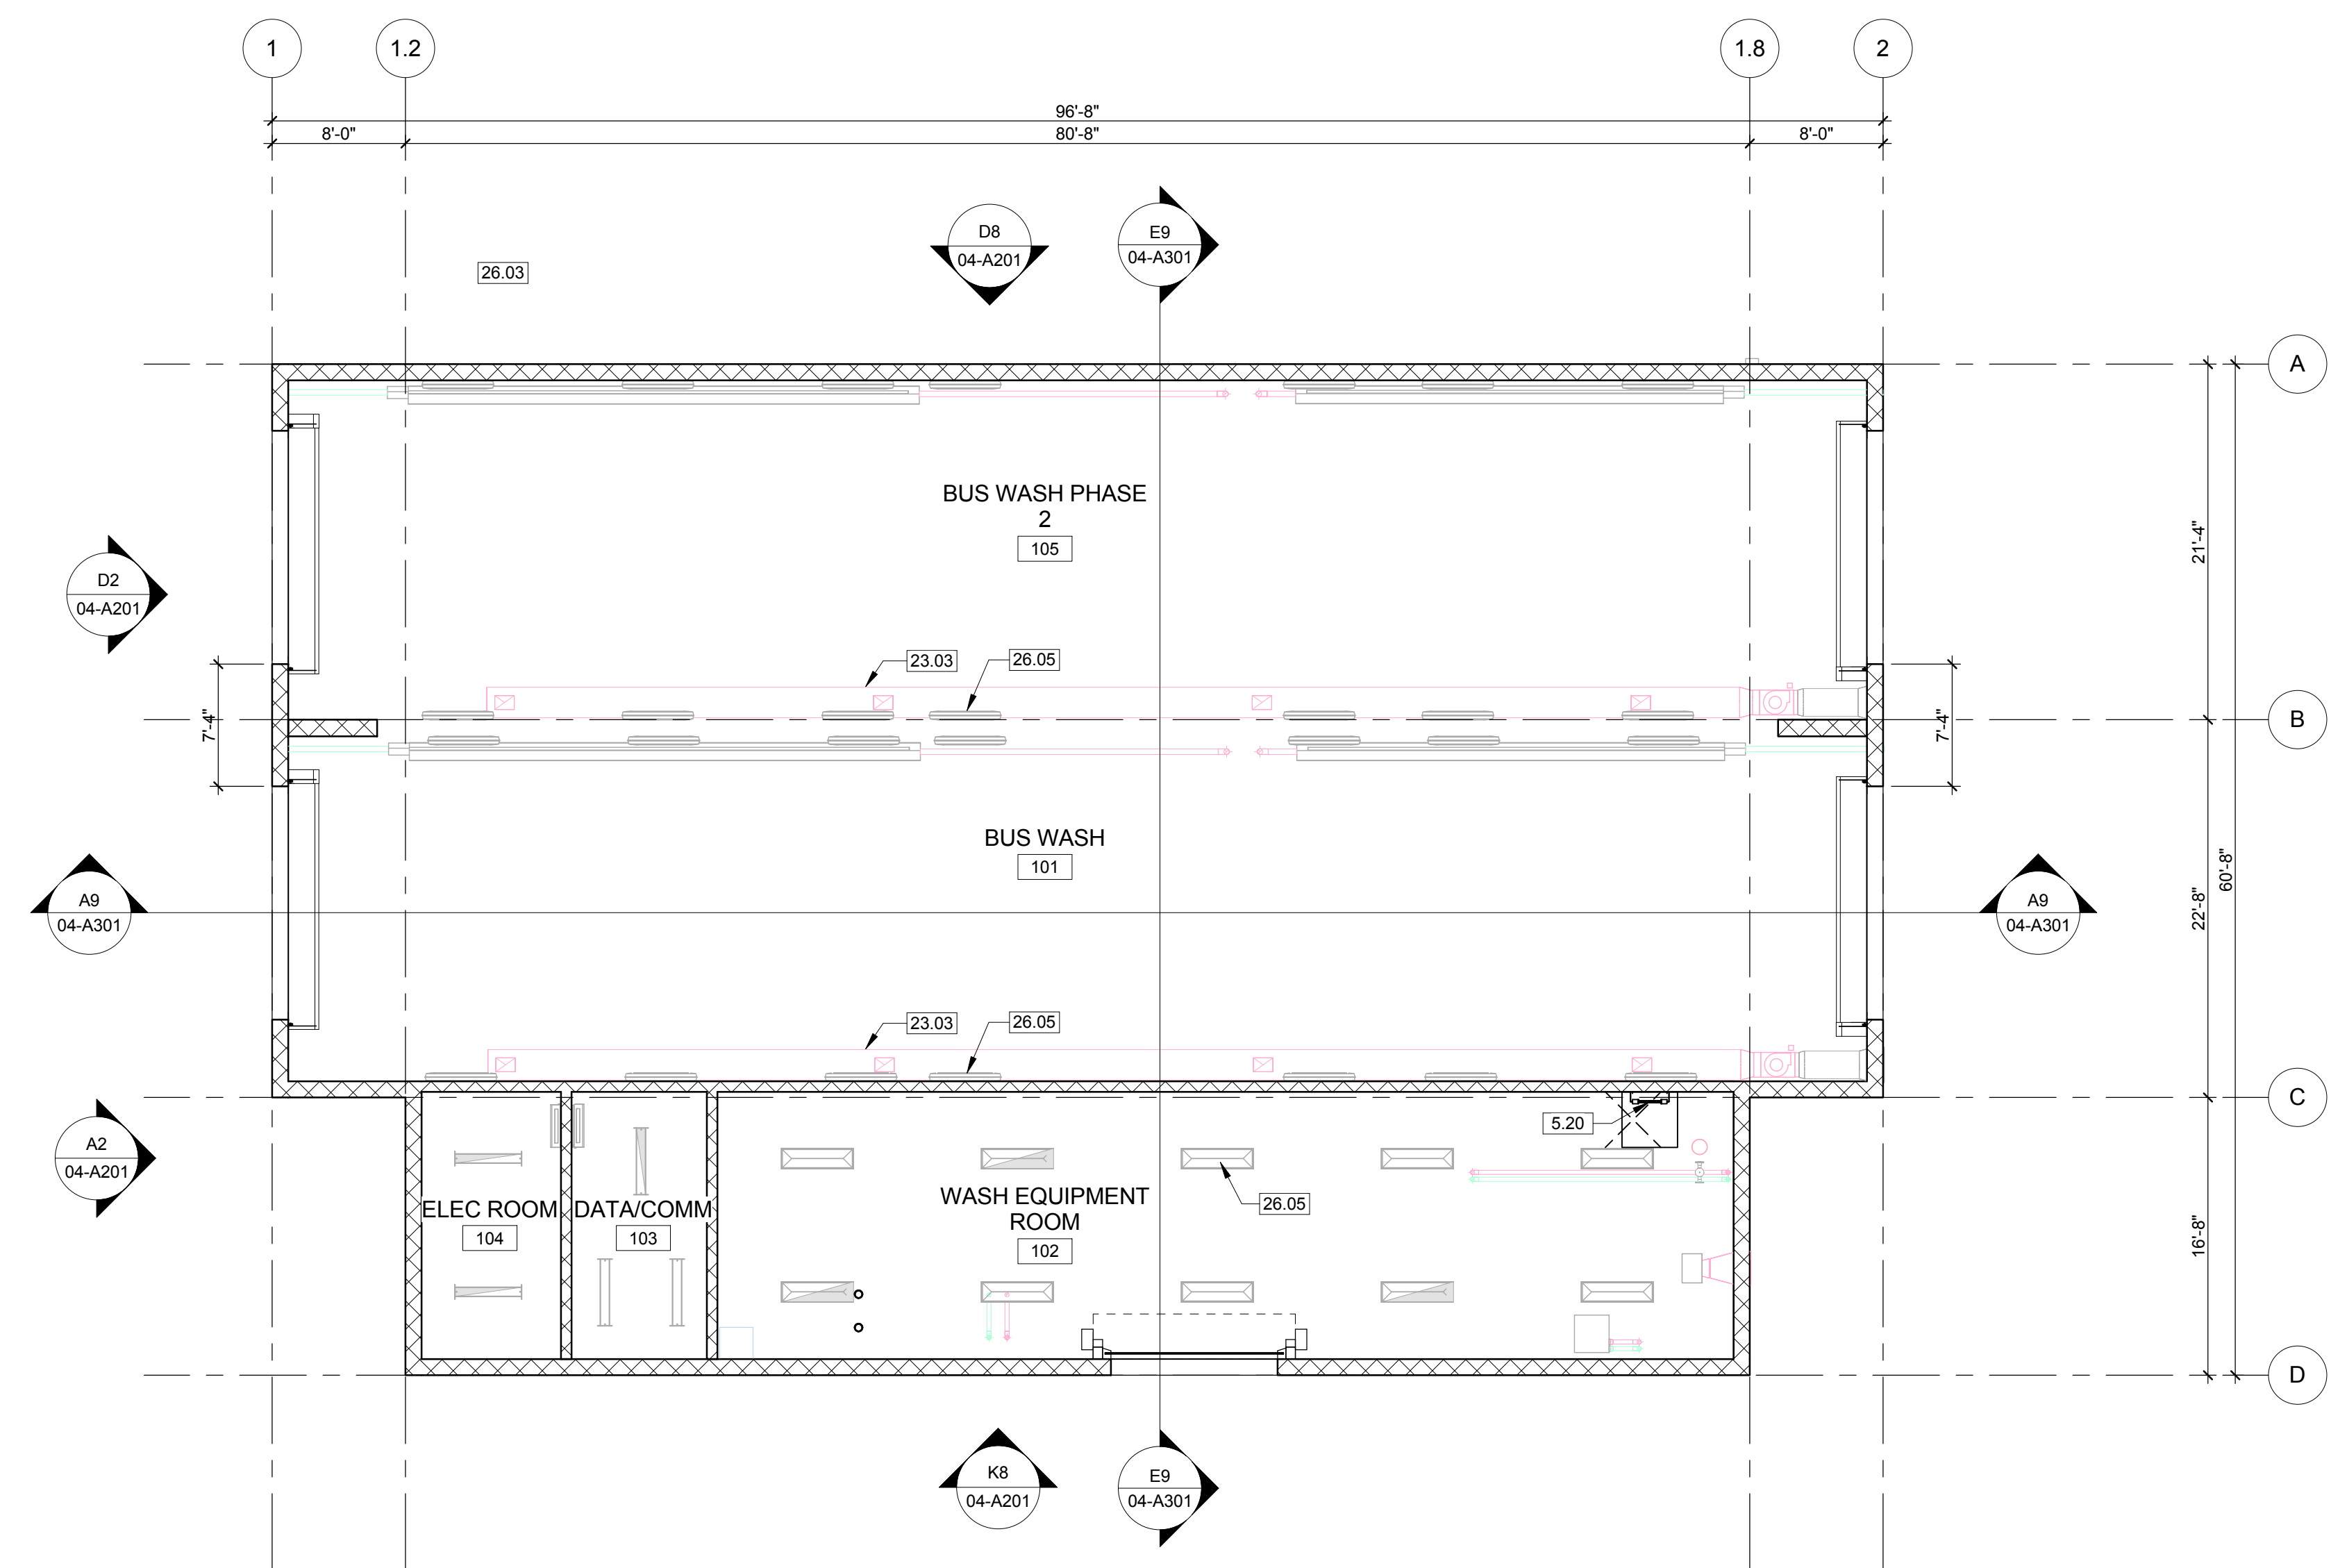 1
1.2
1.8
2
96'-8"
8'-0"
80'-8"
8'-0"
D8
04-A201
E9
04-A301
26.03
A
BUS WASH PHASE
2
105
21'-4"
D2
04-A201
23.03
26.05
7'-4"
7'-4"
B
BUS WASH
101
60'-8"
22'-8"
A9
04-A301
A9
04-A301
23.03
26.05
C
A2
04-A201
5.20
ELEC ROOM
104
DATA/COMM
103
WASH EQUIPMENT
ROOM
102
26.05
16'-8"
D
K8
04-A201
E9
04-A301